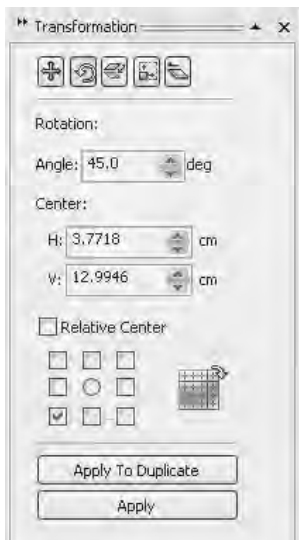 Transformation
Rotation:
Angle: 45.0 deg
Center:
H: 3.7718 cm
V: 12.9946 cm
Relative Center
Apply To Duplicate
Apply